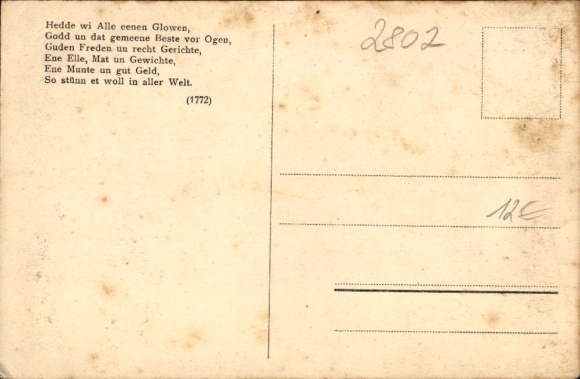 Hedde wi Alle eenen Glowen,
Godd un dat gemeene Beste vor Ogen,
Guden Freden un recht Gerichte,
Ene Elle, Mat un Gewichte,
Ene Munte un gut Geld,
So stünn et woll in aller Welt.
(1772)
2802
12€